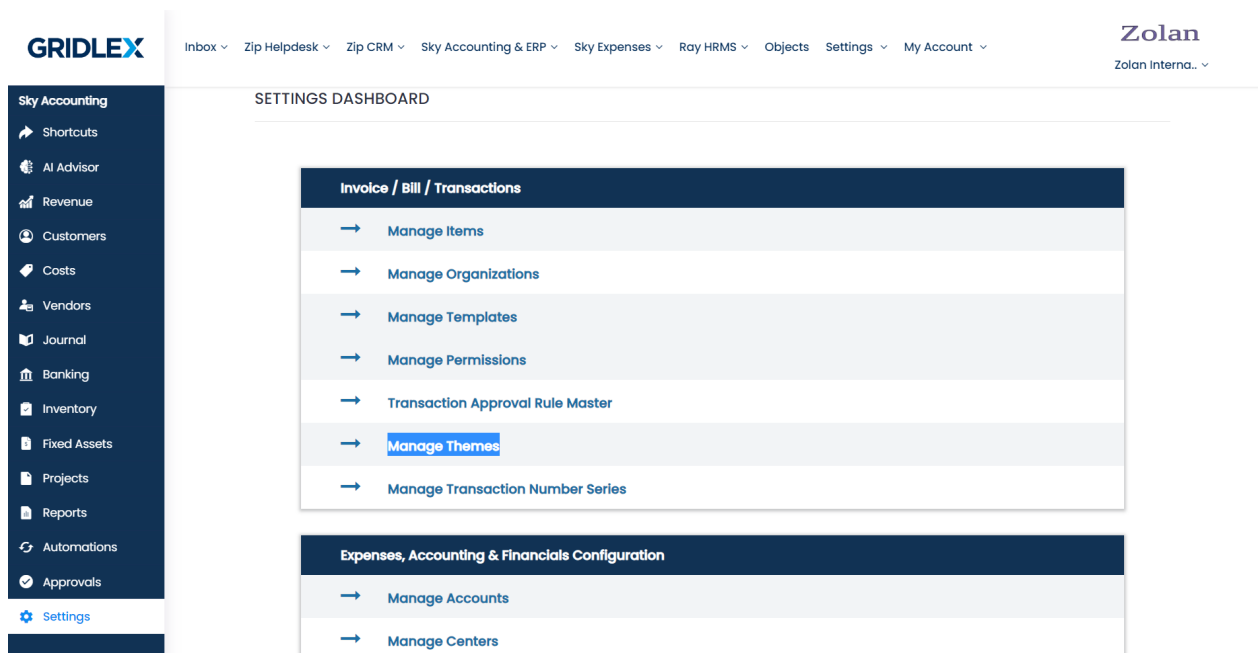 GRIDLEX
Inbox Zip Helpdesk Zip CRM Sky Accounting & ERP Sky Expenses Ray HRMS Objects Settings My Account
Zolan
Zolan Interna..
Sky Accounting
Shortcuts
AI Advisor
Revenue
Customers
Costs
Vendors
Journal
Banking
Inventory
Fixed Assets
Projects
Reports
Automations
Approvals
Settings
SETTINGS DASHBOARD
Invoice / Bill / Transactions
Manage Items
Manage Organizations
Manage Templates
Manage Permissions
Transaction Approval Rule Master
Manage Themes
Manage Transaction Number Series
Expenses, Accounting & Financials Configuration
Manage Accounts
Manage Centers